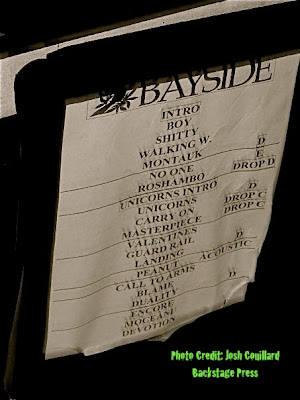 BAYSIDE
INTRO
BOY
SHITTY
WALKING W. D
MONTAUK E
NO ONE DROP D
ROSHAMBO
UNICORNS INTRO D
UNICORNS DROP C
CARRY ON DROP C
MASTERPIECE
VALENTINES D
GUARD RAIL
LANDING ACOUSTIC
PEANUT
CALL TO ARMS D
BLAME
DUALITY
ENCORE
MOCEANU
DEVOTION
Photo Credit: Josh Couillard
Backstage Press